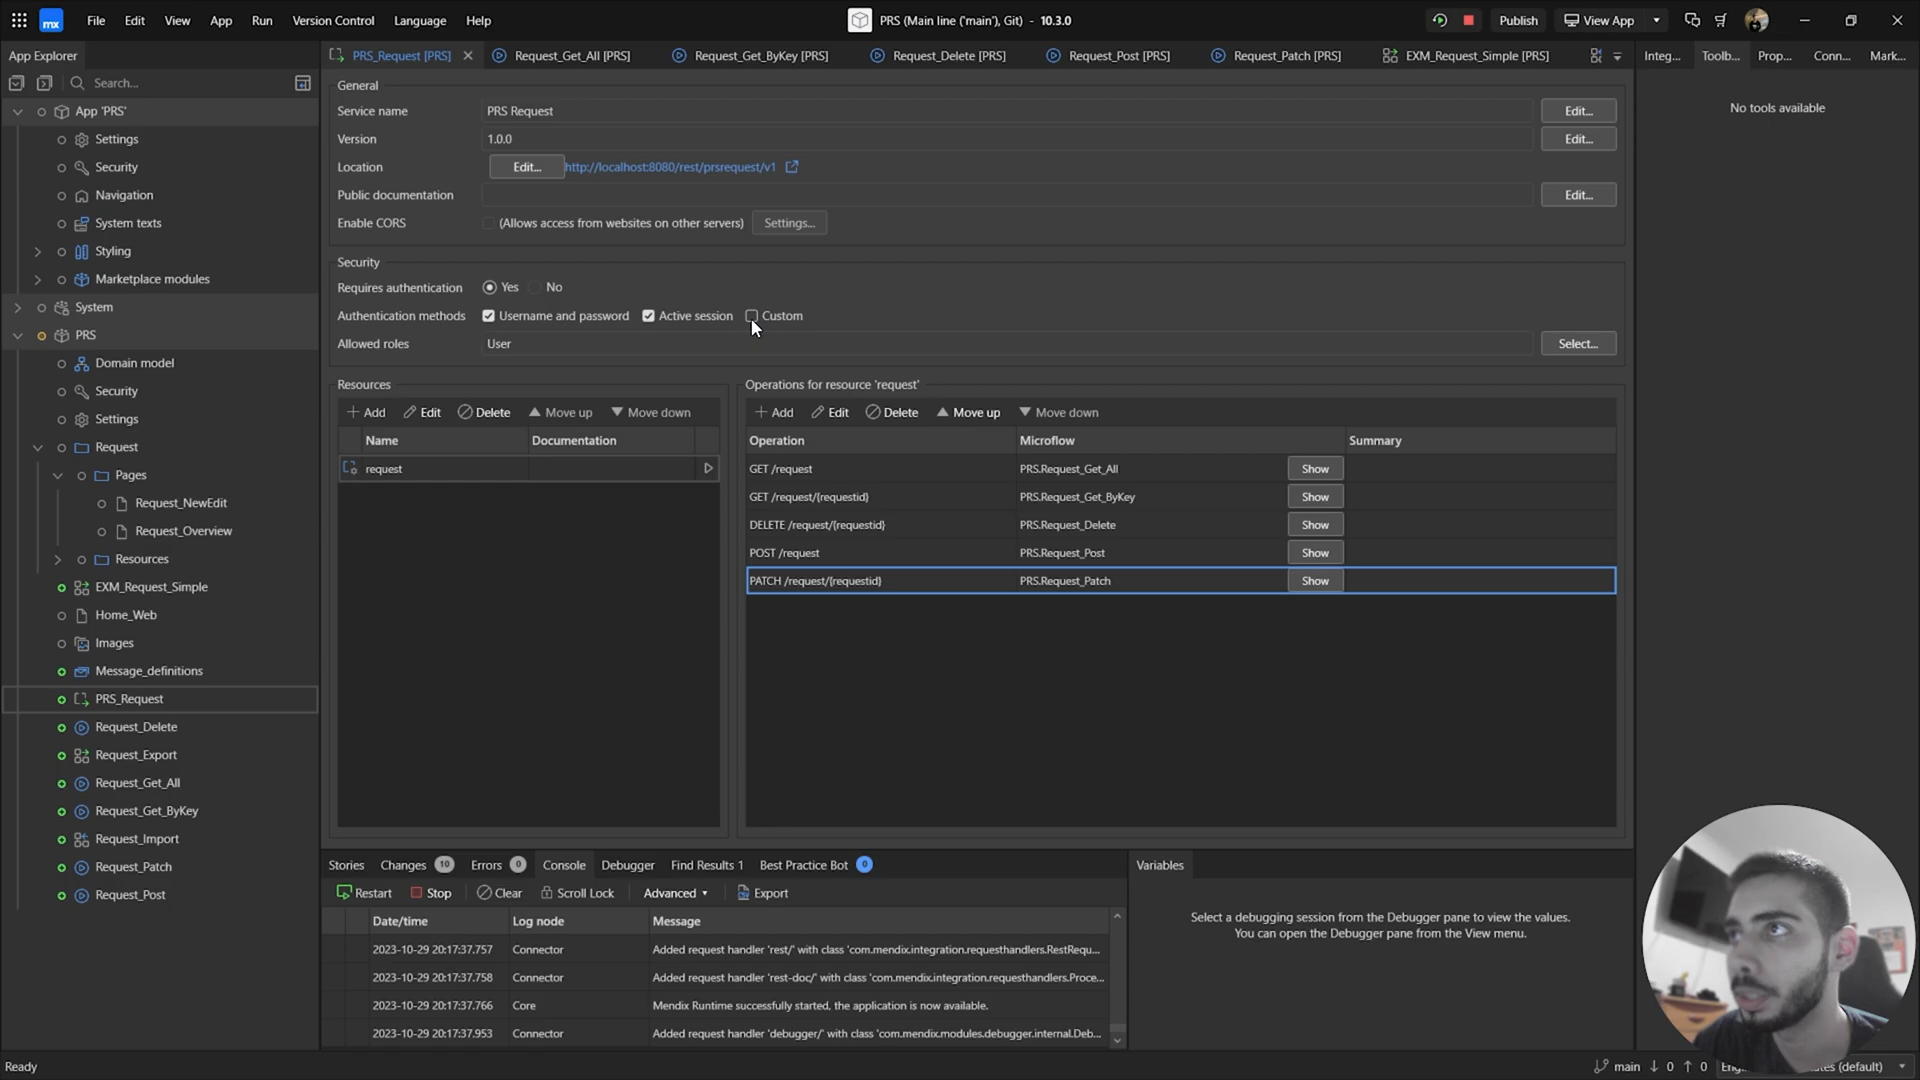 mx File Edit View App Run Version Control Language Help
PRS (Main line ('main'), Git) - 10.3.0
Publish View App
App Explorer
Search...
App 'PRS'
Settings
Security
Navigation
System texts
Styling
Marketplace modules
System
PRS
Domain model
Security
Settings
Request
Pages
Request_NewEdit
Request_Overview
Resources
EXM_Request_Simple
Home_Web
Images
Message_definitions
PRS_Request
Request_Delete
Request_Export
Request_Get_All
Request_Get_ByKey
Request_Import
Request_Patch
Request_Post
PRS_Request [PRS] Request_Get_All [PRS] Request_Get_ByKey [PRS] Request_Delete [PRS] Request_Post [PRS] Request_Patch [PRS] EXM_Request_Simple [PRS]
General
Service name PRS Request Edit...
Version 1.0.0 Edit...
Location Edit... http://localhost:8080/rest/prsrequest/v1
Public documentation Edit...
Enable CORS (Allows access from websites on other servers) Settings...
Security
Requires authentication Yes No
Authentication methods Username and password Active session Custom
Allowed roles User Select...
Resources
Add Edit Delete Move up Move down
Name Documentation
request
Operations for resource 'request'
Add Edit Delete Move up Move down
Operation Microflow Summary
GET /request PRS.Request_Get_All Show
GET /request/{requestid} PRS.Request_Get_ByKey Show
DELETE /request/{requestid} PRS.Request_Delete Show
POST /request PRS.Request_Post Show
PATCH /request/{requestid} PRS.Request_Patch Show
Stories Changes 10 Errors 0 Console Debugger Find Results 1 Best Practice Bot 0
Restart Stop Clear Scroll Lock Advanced Export
Date/time Log node Message
2023-10-29 20:17:37.757 Connector Added request handler 'rest/' with class 'com.mendix.integration.requesthandlers.RestRequ...
2023-10-29 20:17:37.758 Connector Added request handler 'rest-doc/' with class 'com.mendix.integration.requesthandlers.Proce...
2023-10-29 20:17:37.766 Core Mendix Runtime successfully started, the application is now available.
2023-10-29 20:17:37.953 Connector Added request handler 'debugger/' with class 'com.mendix.modules.debugger.internal.Deb...
Variables
Select a debugging session from the Debugger pane to view the values.
You can open the Debugger pane from the View menu.
Integ... Toolb... Prop... Conn... Mark...
No tools available
Ready
main 0 0 (default)